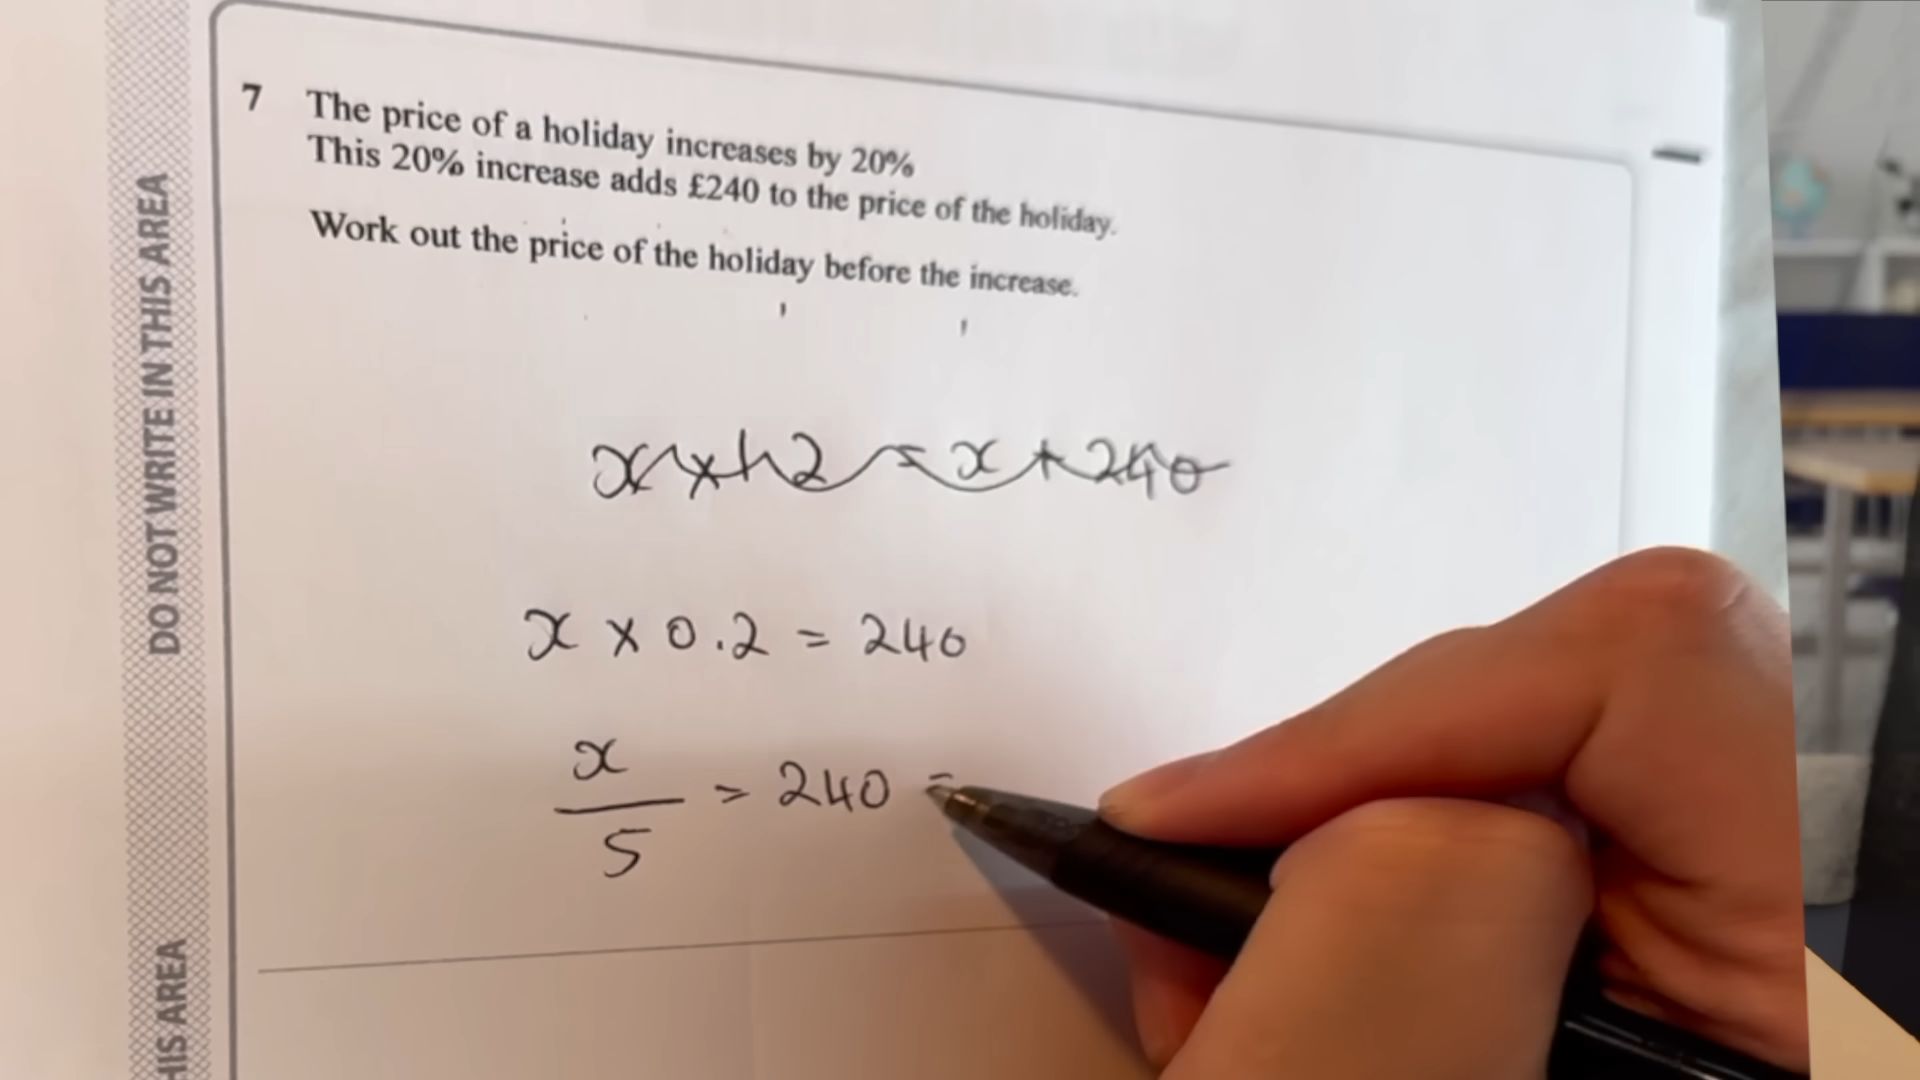 7 The price of a holiday increases by 20%
This 20% increase adds £240 to the price of the holiday.
Work out the price of the holiday before the increase.
x × 1.2 = x + 240
x × 0.2 = 240
x
5
= 240 =
DO NOT WRITE IN THIS AREA
HIS AREA